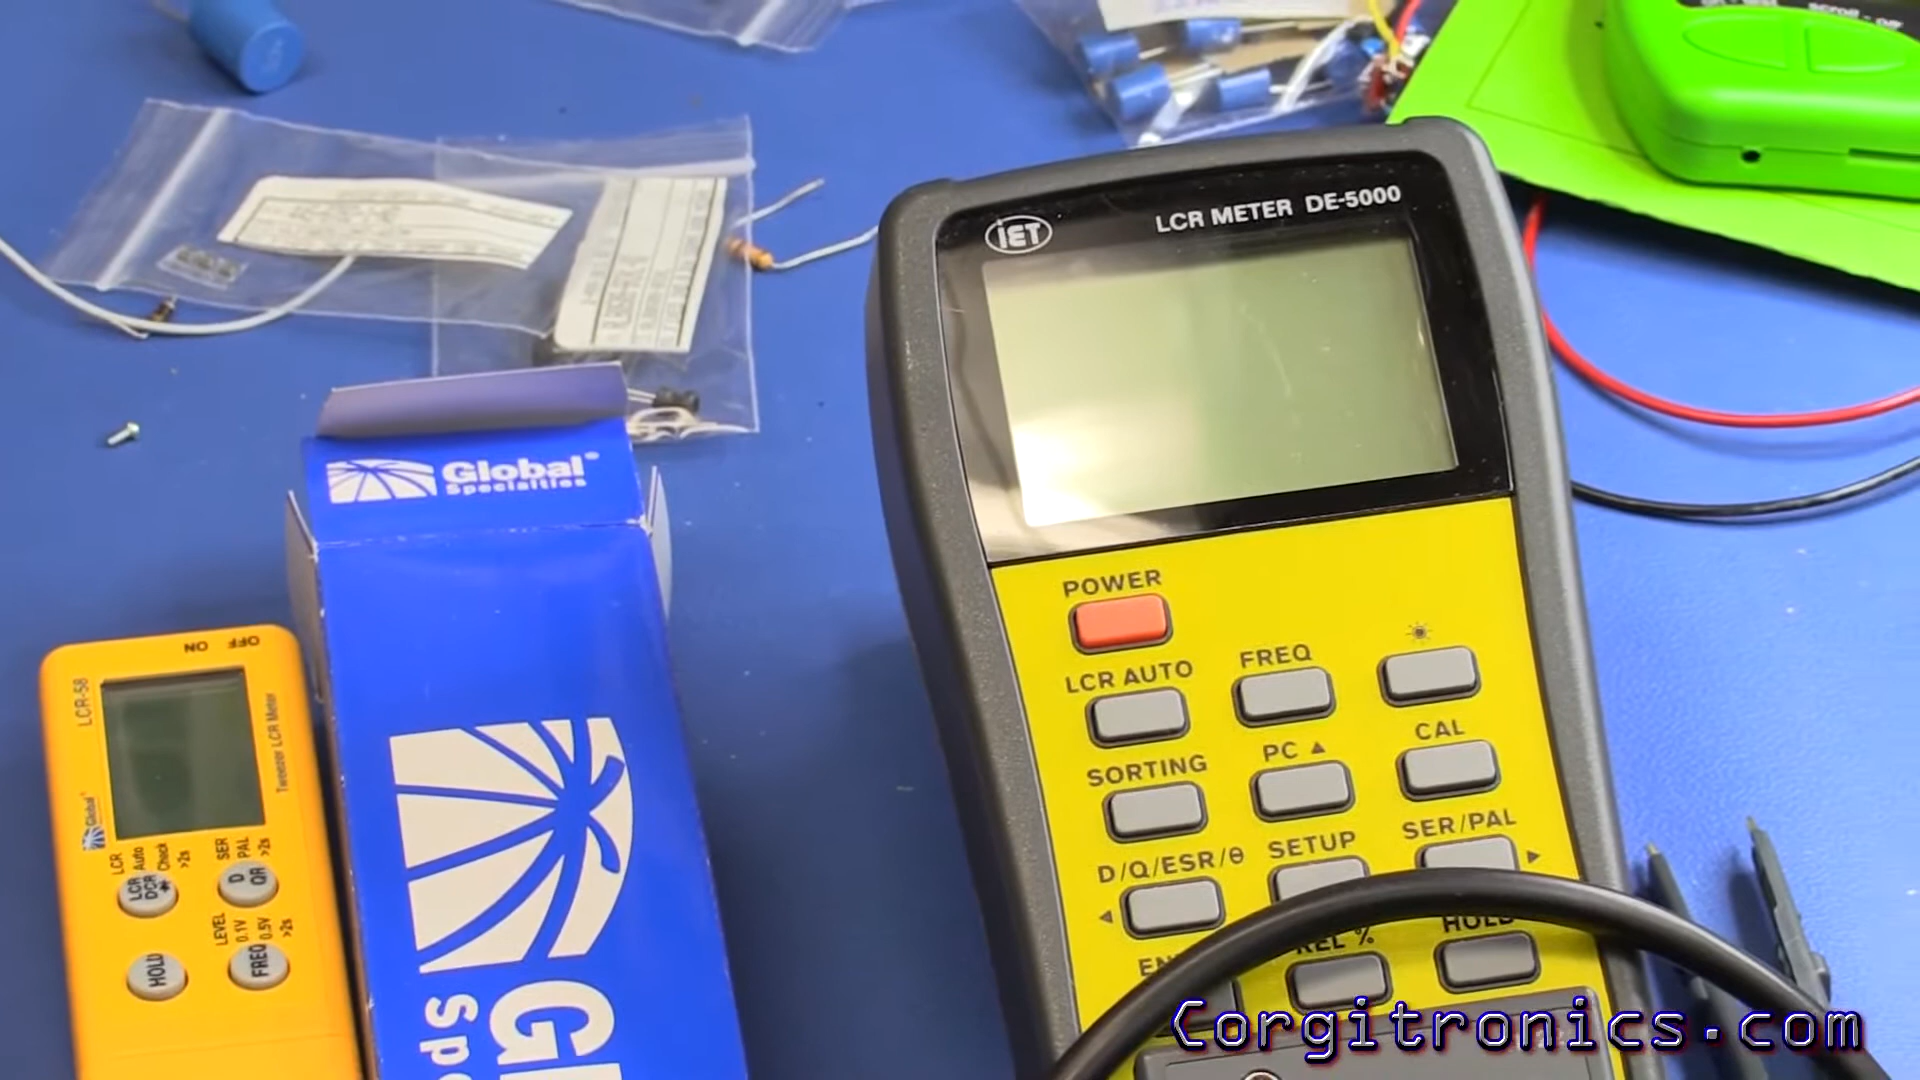 LCR METER DE-5000
iET
Global®
Specialties
POWER
LCR AUTO
FREQ
SORTING
PC ▲
CAL
D/Q/ESR/θ
SETUP
SER/PAL
REL %
HOLD
OFF
ON
LCR-58
Tweezer LCR Meter
Global
LCR
Auto
Check
>2s
SER
PAL
>2s
LCR
DCR
D
QR
LEVEL
0.1V
0.5V
>2s
HOLD
FREQ
Corgitronics.com